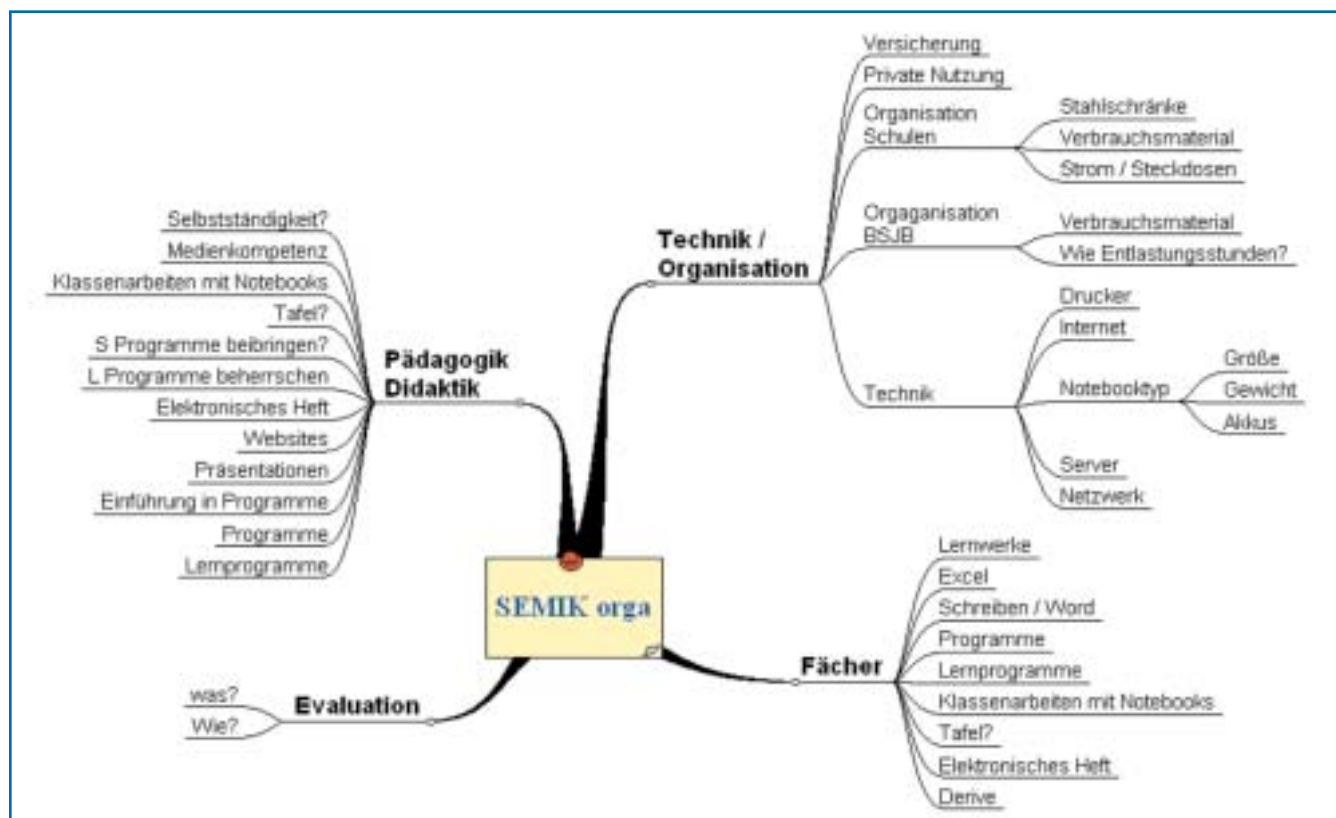 SEMIK orga
Technik /
Organisation
Versicherung
Private Nutzung
Organisation
Schulen
Stahlschränke
Verbrauchsmaterial
Strom / Steckdosen
Orgaganisation
BSJB
Verbrauchsmaterial
Wie Entlastungsstunden?
Technik
Drucker
Internet
Notebooktyp
Größe
Gewicht
Akkus
Server
Netzwerk
Fächer
Lernwerke
Excel
Schreiben / Word
Programme
Lernprogramme
Klassenarbeiten mit Notebooks
Tafel?
Elektronisches Heft
Derive
Pädagogik
Didaktik
Selbstständigkeit?
Medienkompetenz
Klassenarbeiten mit Notebooks
Tafel?
S Programme beibringen?
L Programme beherrschen
Elektronisches Heft
Websites
Präsentationen
Einführung in Programme
Programme
Lernprogramme
Evaluation
was?
Wie?